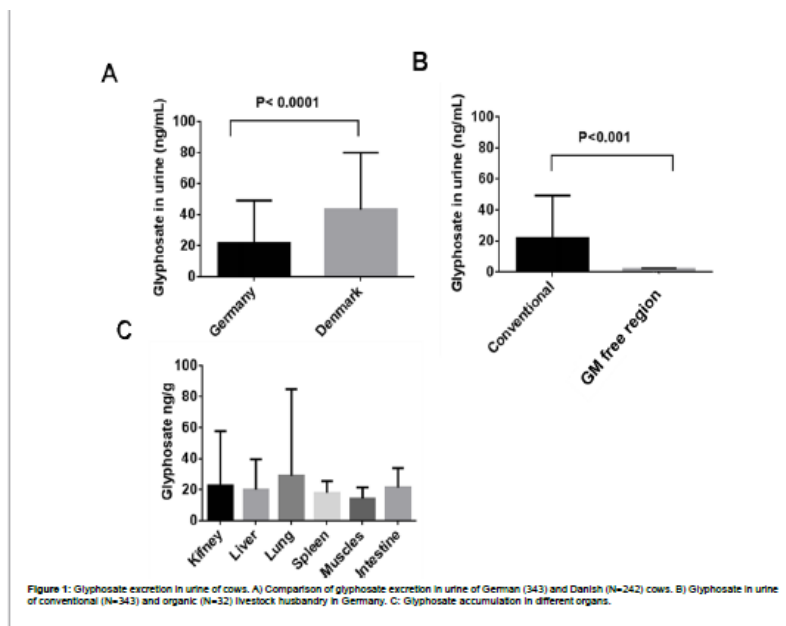 A
P< 0.0001
Glyphosate in urine (ng/mL)
100
80
60
40
20
0
Germany
Denmark
B
P<0.001
Glyphosate in urine (ng/mL)
100
80
60
40
20
0
Conventional
GM free region
C
Glyphosate ng/g
100
80
60
40
20
0
Kifney
Liver
Lung
Spleen
Muscles
Intestine
Figure 1: Glyphosate excretion in urine of cows. A) Comparison of glyphosate excretion in urine of German (343) and Danish (N=242) cows. B) Glyphosate in urine
of conventional (N=343) and organic (N=32) livestock husbandry in Germany. C: Glyphosate accumulation in different organs.